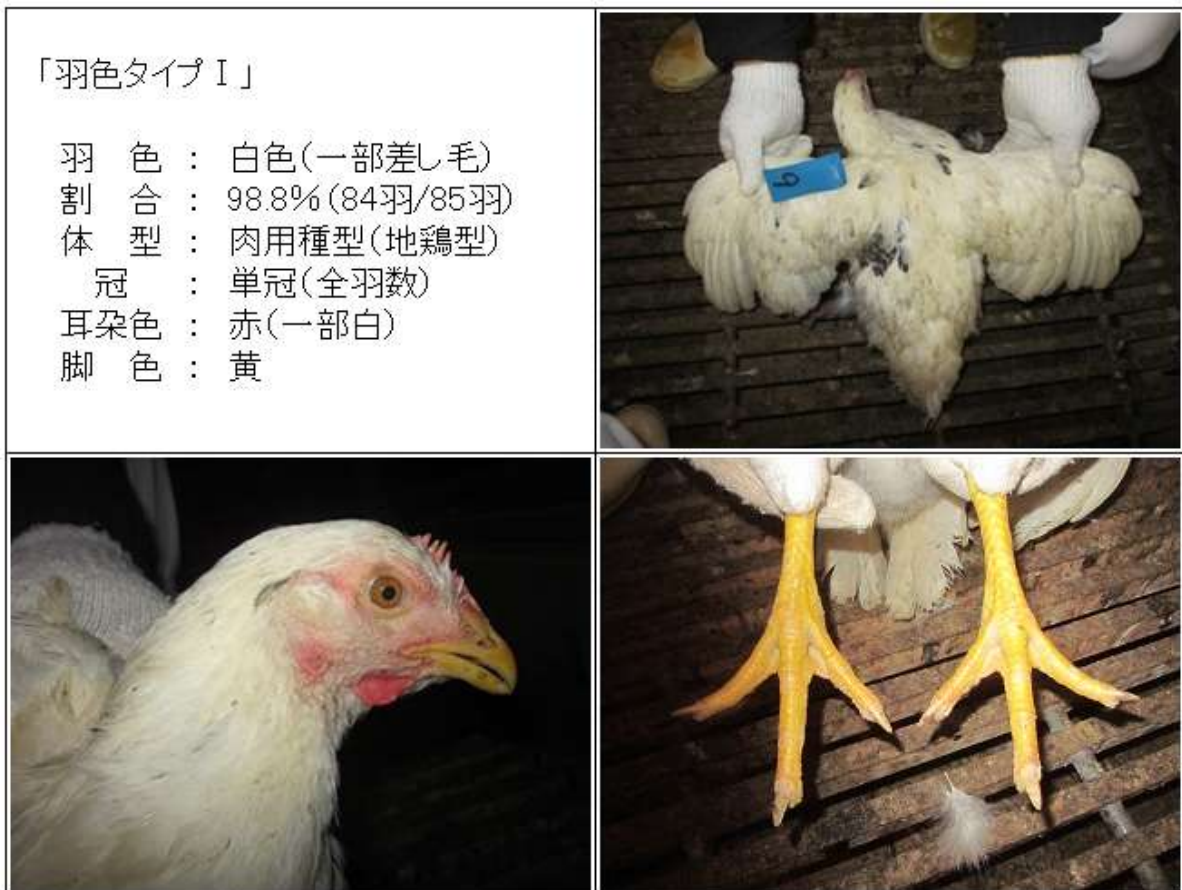 「羽色タイプⅠ」
羽 色 : 白色(一部差し毛)
割 合 : 98.8%(84羽/85羽)
体 型 : 肉用種型(地鶏型)
冠 : 単冠(全羽数)
耳朶色 : 赤(一部白)
脚 色 : 黄